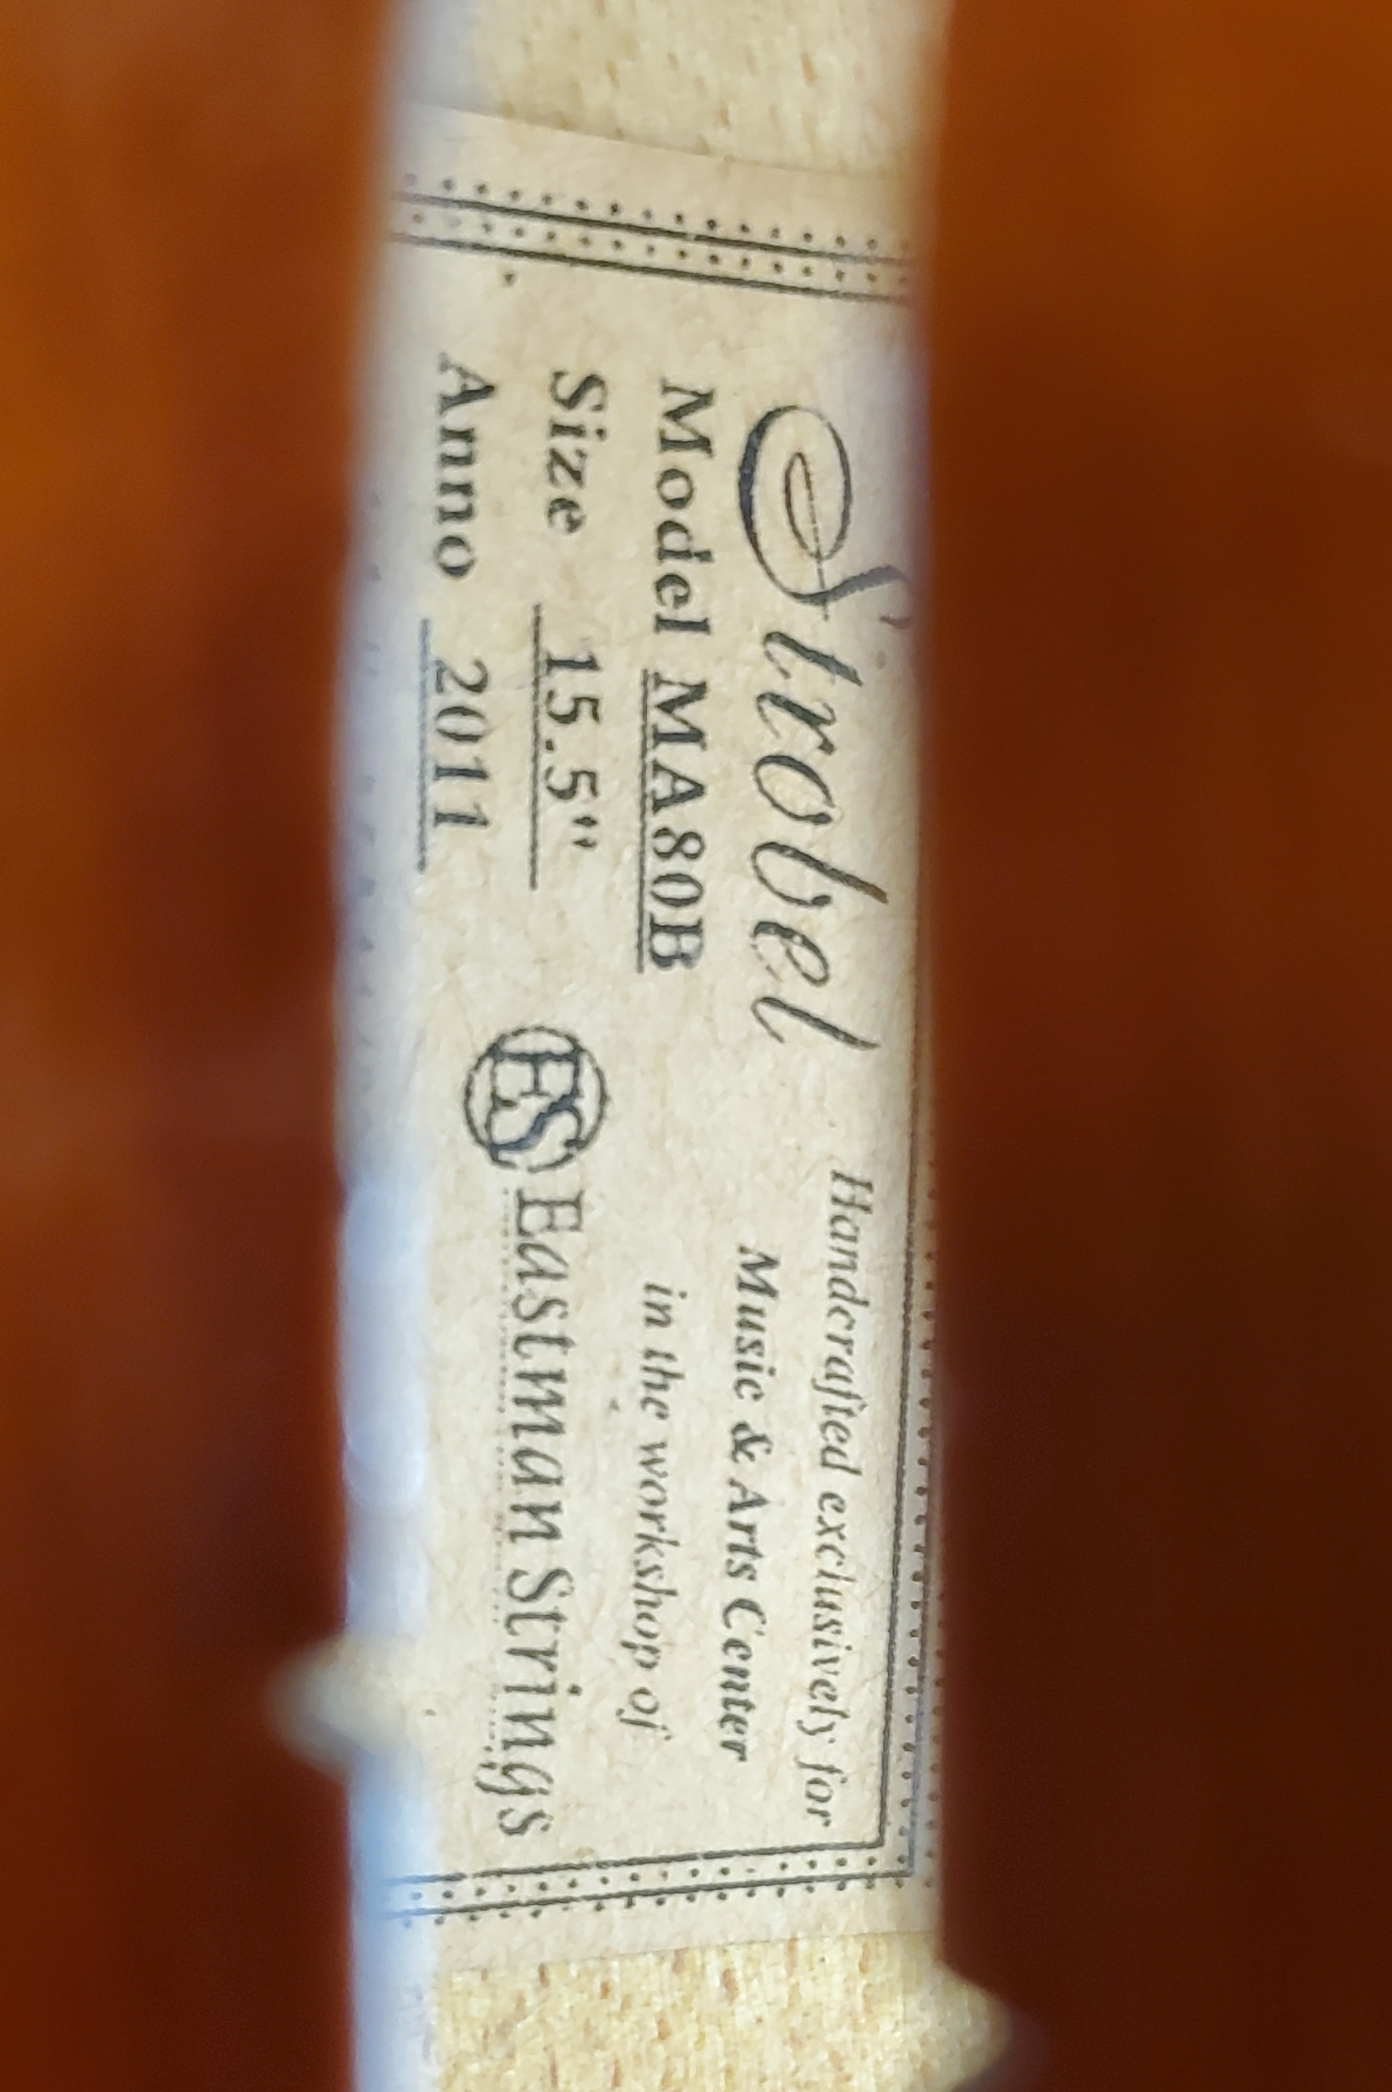 Strobel
Model MA80B
Size 15.5"
Anno 2011
Handcrafted exclusively for
Music & Arts Center
in the workshop of
ES Eastman Strings